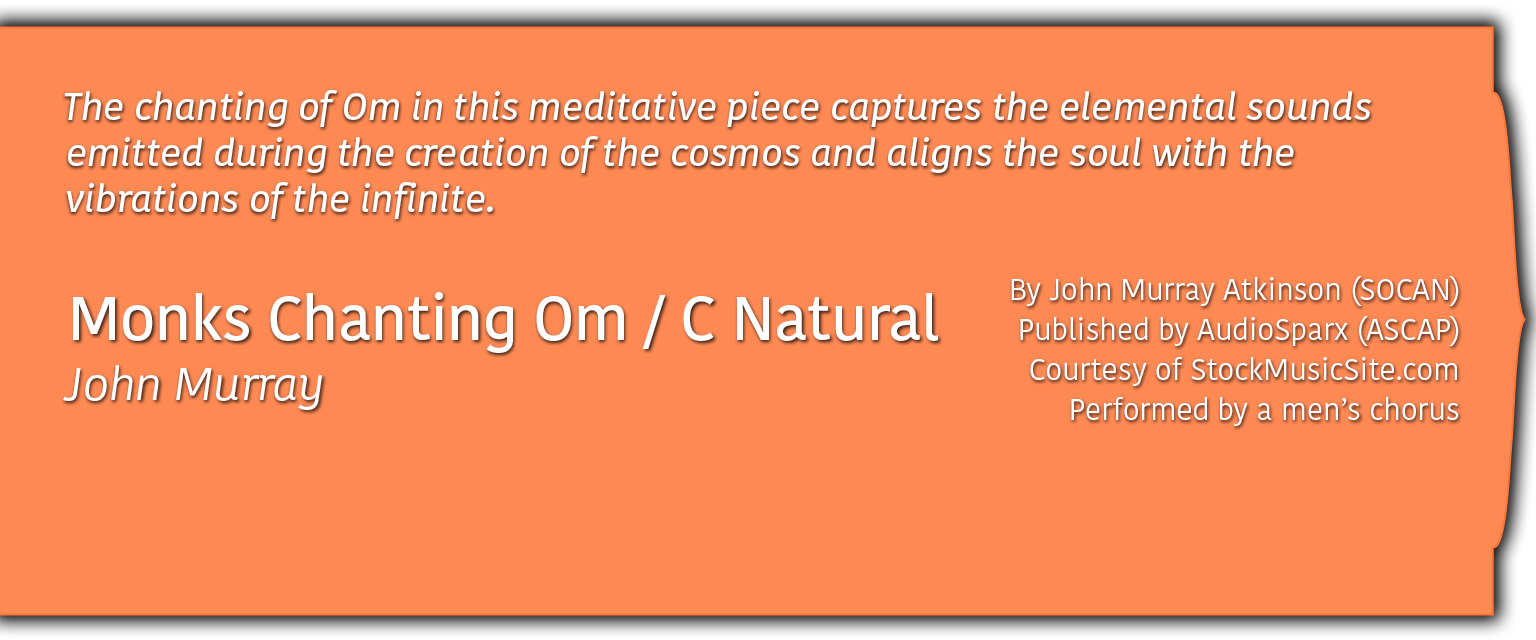 The chanting of Om in this meditative piece captures the elemental sounds
emitted during the creation of the cosmos and aligns the soul with the
vibrations of the infinite.
Monks Chanting Om / C Natural
John Murray
By John Murray Atkinson (SOCAN)
Published by AudioSparx (ASCAP)
Courtesy of StockMusicSite.com
Performed by a men’s chorus